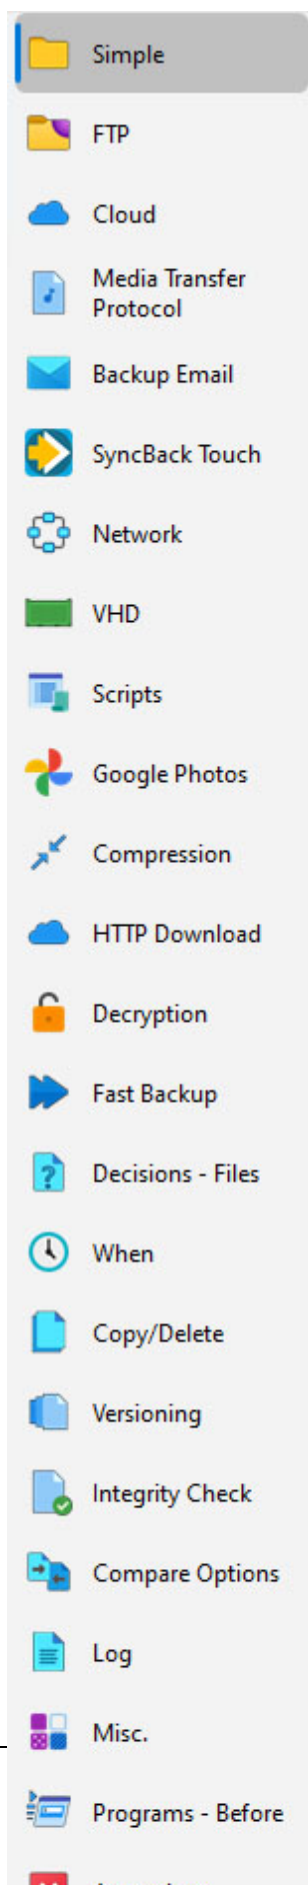 Simple
FTP
Cloud
Media Transfer
Protocol
Backup Email
SyncBack Touch
Network
VHD
Scripts
Google Photos
Compression
HTTP Download
Decryption
Fast Backup
Decisions - Files
When
Copy/Delete
Versioning
Integrity Check
Compare Options
Log
Misc.
Programs - Before